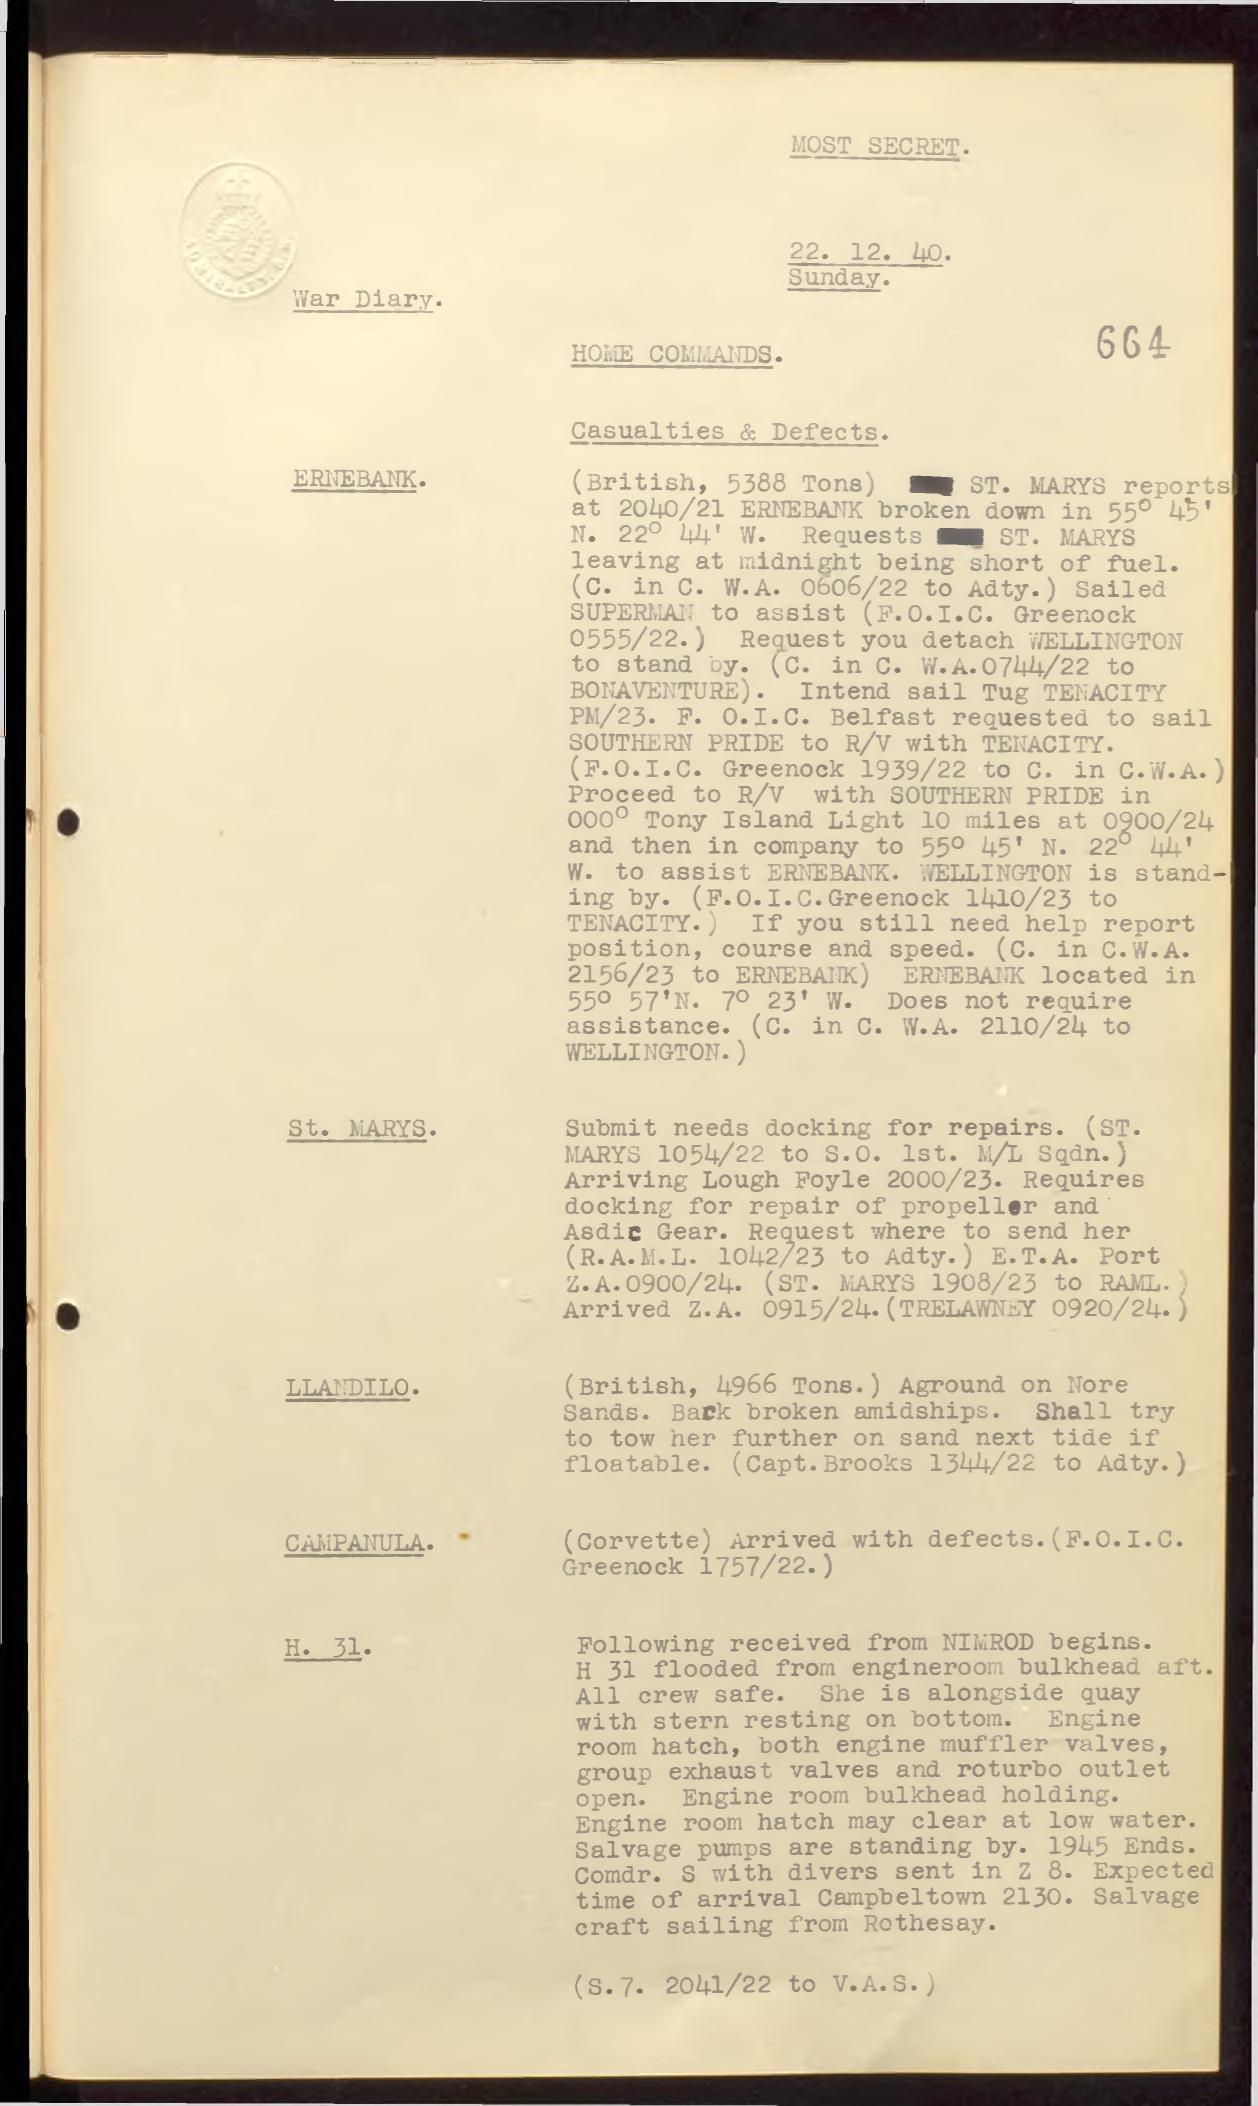 MOST SECRET.
22. 12. 40.
Sunday.
War Diary.
664
HOME COMMANDS.
Casualties & Defects.
ERNEBANK.
(British, 5388 Tons) ST. MARYS reports
at 2040/21 ERNEBANK broken down in 55° 45'
N. 22° 44' W. Requests ST. MARYS
leaving at midnight being short of fuel.
(C. in C. W.A. 0606/22 to Adty.) Sailed
SUPERMAN to assist (F.O.I.C. Greenock
0555/22.) Request you detach WELLINGTON
to stand by. (C. in C. W.A.0744/22 to
BONAVENTURE). Intend sail Tug TENACITY
PM/23. F. O.I.C. Belfast requested to sail
SOUTHERN PRIDE to R/V with TENACITY.
(F.O.I.C. Greenock 1939/22 to C. in C.W.A.)
Proceed to R/V with SOUTHERN PRIDE in
000° Tony Island Light 10 miles at 0900/24
and then in company to 55° 45' N. 22° 44'
W. to assist ERNEBANK. WELLINGTON is stand-
ing by. (F.O.I.C.Greenock 1410/23 to
TENACITY.) If you still need help report
position, course and speed. (C. in C.W.A.
2156/23 to ERNEBANK) ERNEBANK located in
55° 57'N. 7° 23' W. Does not require
assistance. (C. in C. W.A. 2110/24 to
WELLINGTON.)
St. MARYS.
Submit needs docking for repairs. (ST.
MARYS 1054/22 to S.O. 1st. M/L Sqdn.)
Arriving Lough Foyle 2000/23. Requires
docking for repair of propeller and
Asdic Gear. Request where to send her
(R.A.M.L. 1042/23 to Adty.) E.T.A. Port
Z.A.0900/24. (ST. MARYS 1908/23 to RAML.)
Arrived Z.A. 0915/24.(TRELAWNEY 0920/24.)
LLANDILO.
(British, 4966 Tons.) Aground on Nore
Sands. Back broken amidships. Shall try
to tow her further on sand next tide if
floatable. (Capt.Brooks 1344/22 to Adty.)
CAMPANULA.
(Corvette) Arrived with defects.(F.O.I.C.
Greenock 1757/22.)
H. 31.
Following received from NIMROD begins.
H 31 flooded from engineroom bulkhead aft.
All crew safe. She is alongside quay
with stern resting on bottom. Engine
room hatch, both engine muffler valves,
group exhaust valves and roturbo outlet
open. Engine room bulkhead holding.
Engine room hatch may clear at low water.
Salvage pumps are standing by. 1945 Ends.
Comdr. S with divers sent in Z 8. Expected
time of arrival Campbeltown 2130. Salvage
craft sailing from Rothesay.
(S.7. 2041/22 to V.A.S.)